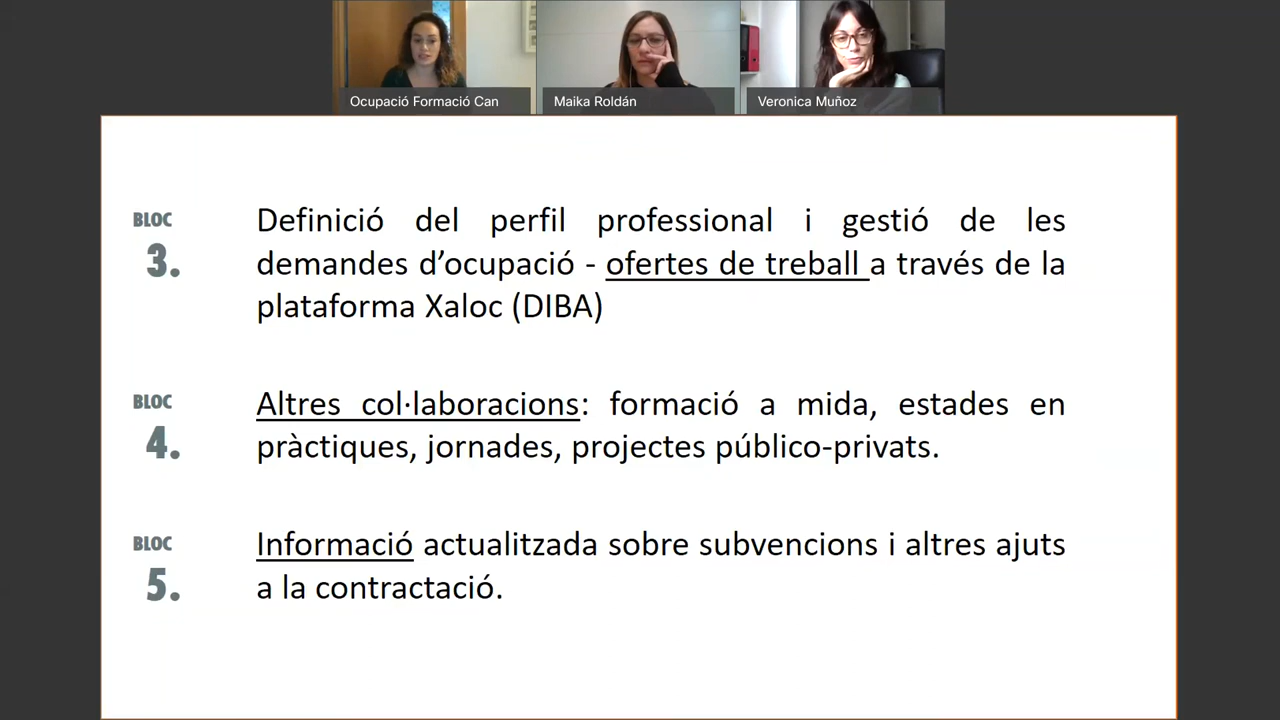 Ocupació Formació Can
Maika Roldán
Veronica Muñoz
BLOC
3.
Definició del perfil professional i gestió de les
demandes d’ocupació - ofertes de treball a través de la
plataforma Xaloc (DIBA)
BLOC
4.
Altres col·laboracions: formació a mida, estades en
pràctiques, jornades, projectes público-privats.
BLOC
5.
Informació actualitzada sobre subvencions i altres ajuts
a la contractació.